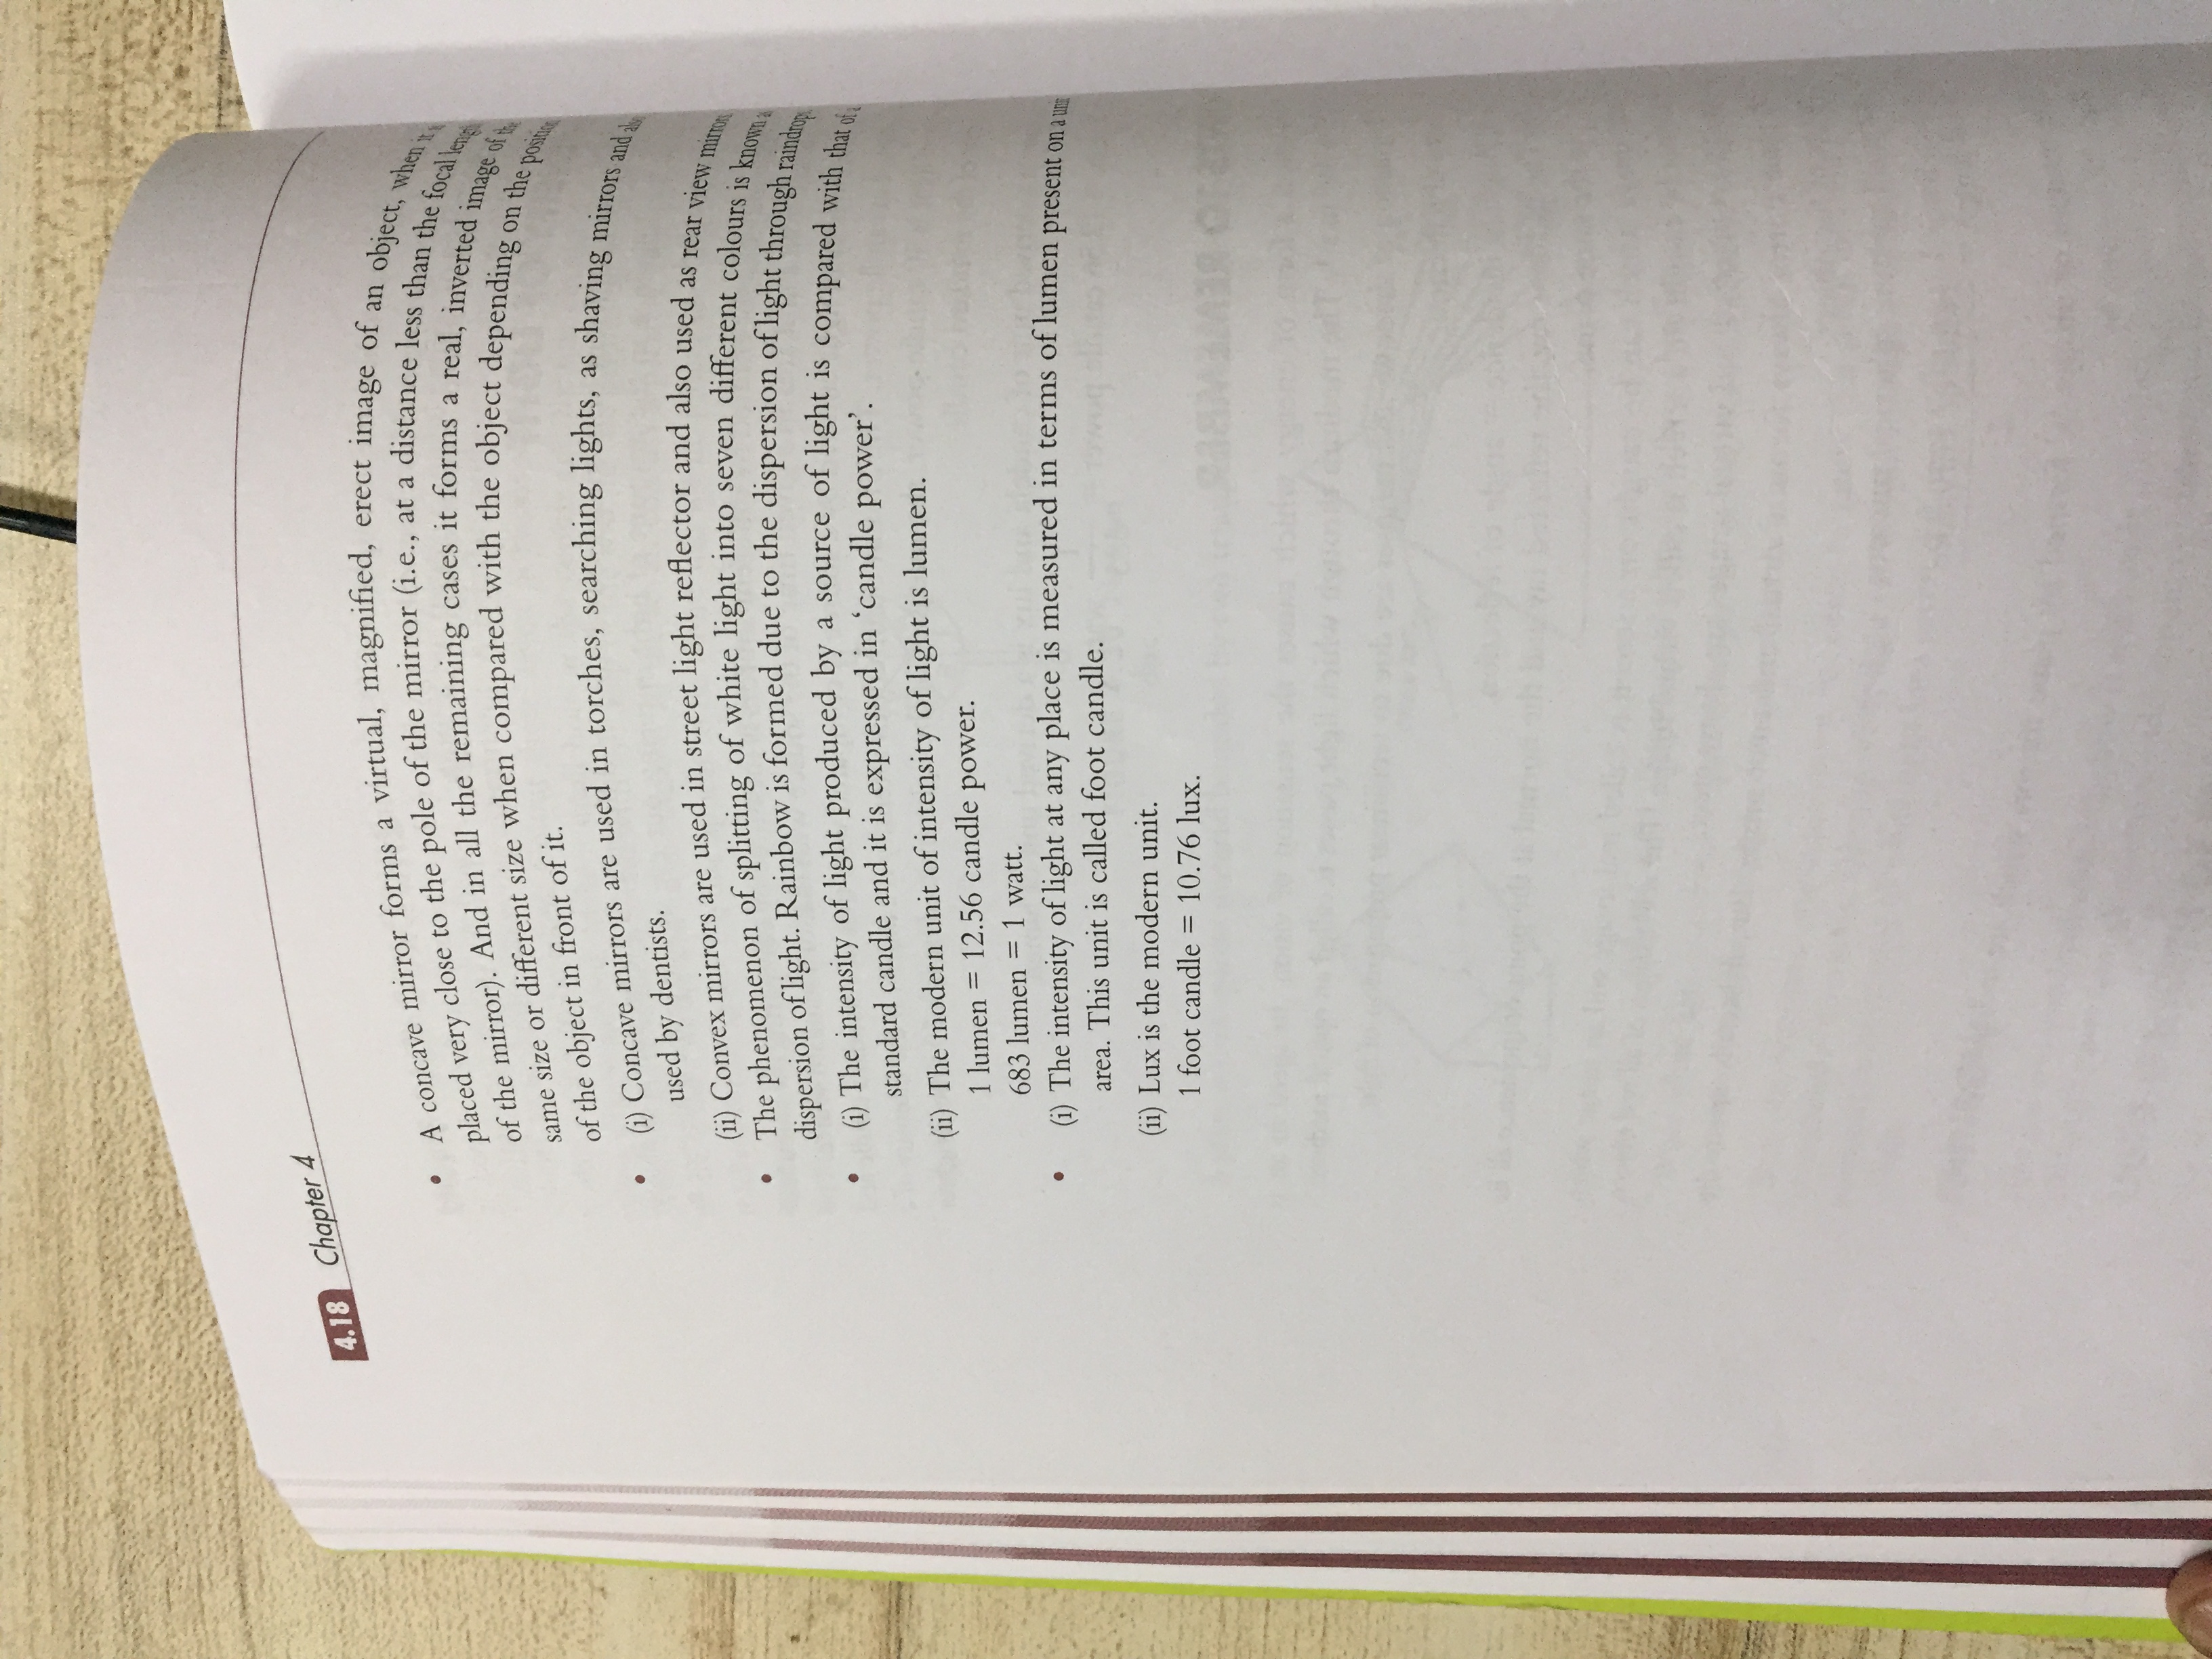 4.18 Chapter 4
• A concave mirror forms a virtual, magnified, erect image of an object, when it is
placed very close to the pole of the mirror (i.e., at a distance less than the focal length
of the mirror). And in all the remaining cases it forms a real, inverted image of the
same size or different size when compared with the object depending on the position
of the object in front of it.
• (i) Concave mirrors are used in torches, searching lights, as shaving mirrors and also
used by dentists.
(ii) Convex mirrors are used in street light reflector and also used as rear view mirrors
• The phenomenon of splitting of white light into seven different colours is known as
dispersion of light. Rainbow is formed due to the dispersion of light through raindrops.
• (i) The intensity of light produced by a source of light is compared with that of a
standard candle and it is expressed in ‘candle power’.
(ii) The modern unit of intensity of light is lumen.
1 lumen = 12.56 candle power.
683 lumen = 1 watt.
• (i) The intensity of light at any place is measured in terms of lumen present on a unit
area. This unit is called foot candle.
(ii) Lux is the modern unit.
1 foot candle = 10.76 lux.